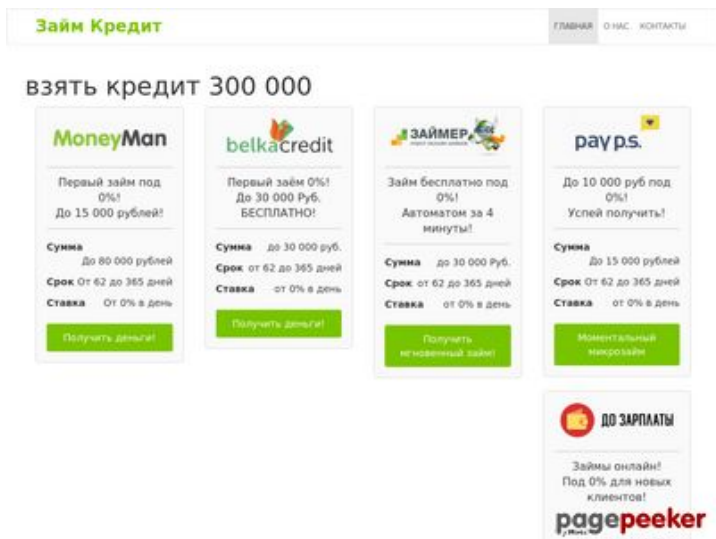 Займ Кредит
ГЛАВНАЯ О НАС. КОНТАКТЫ
взять кредит 300 000
MoneyMan
Первый займ под
0%!
До 15 000 рублей!
Сумма
До 80 000 рублей
Срок От 62 до 365 дней
Ставка От 0% в день
Получить деньги!
belkacredit
Первый заём 0%!
До 30 000 Руб.
БЕСПЛАТНО!
Сумма до 30 000 руб.
Срок от 62 до 365 дней
Ставка от 0% в день
Получить деньги!
ЗАЙМЕР
Займ бесплатно под
0%!
Автоматом за 4
минуты!
Сумма до 30 000 Руб.
Срок от 62 до 365 дней
Ставка от 0% в день
Получить
мгновенный займ!
pay p.s.
До 10 000 руб под
0%!
Успей получить!
Сумма
До 15 000 рублей
Срок От 62 до 365 дней
Ставка от 0% в день
Моментальный
микрозайм
ДО ЗАРПЛАТЫ
Займы онлайн!
Под 0% для новых
клиентов!
pagepeeker